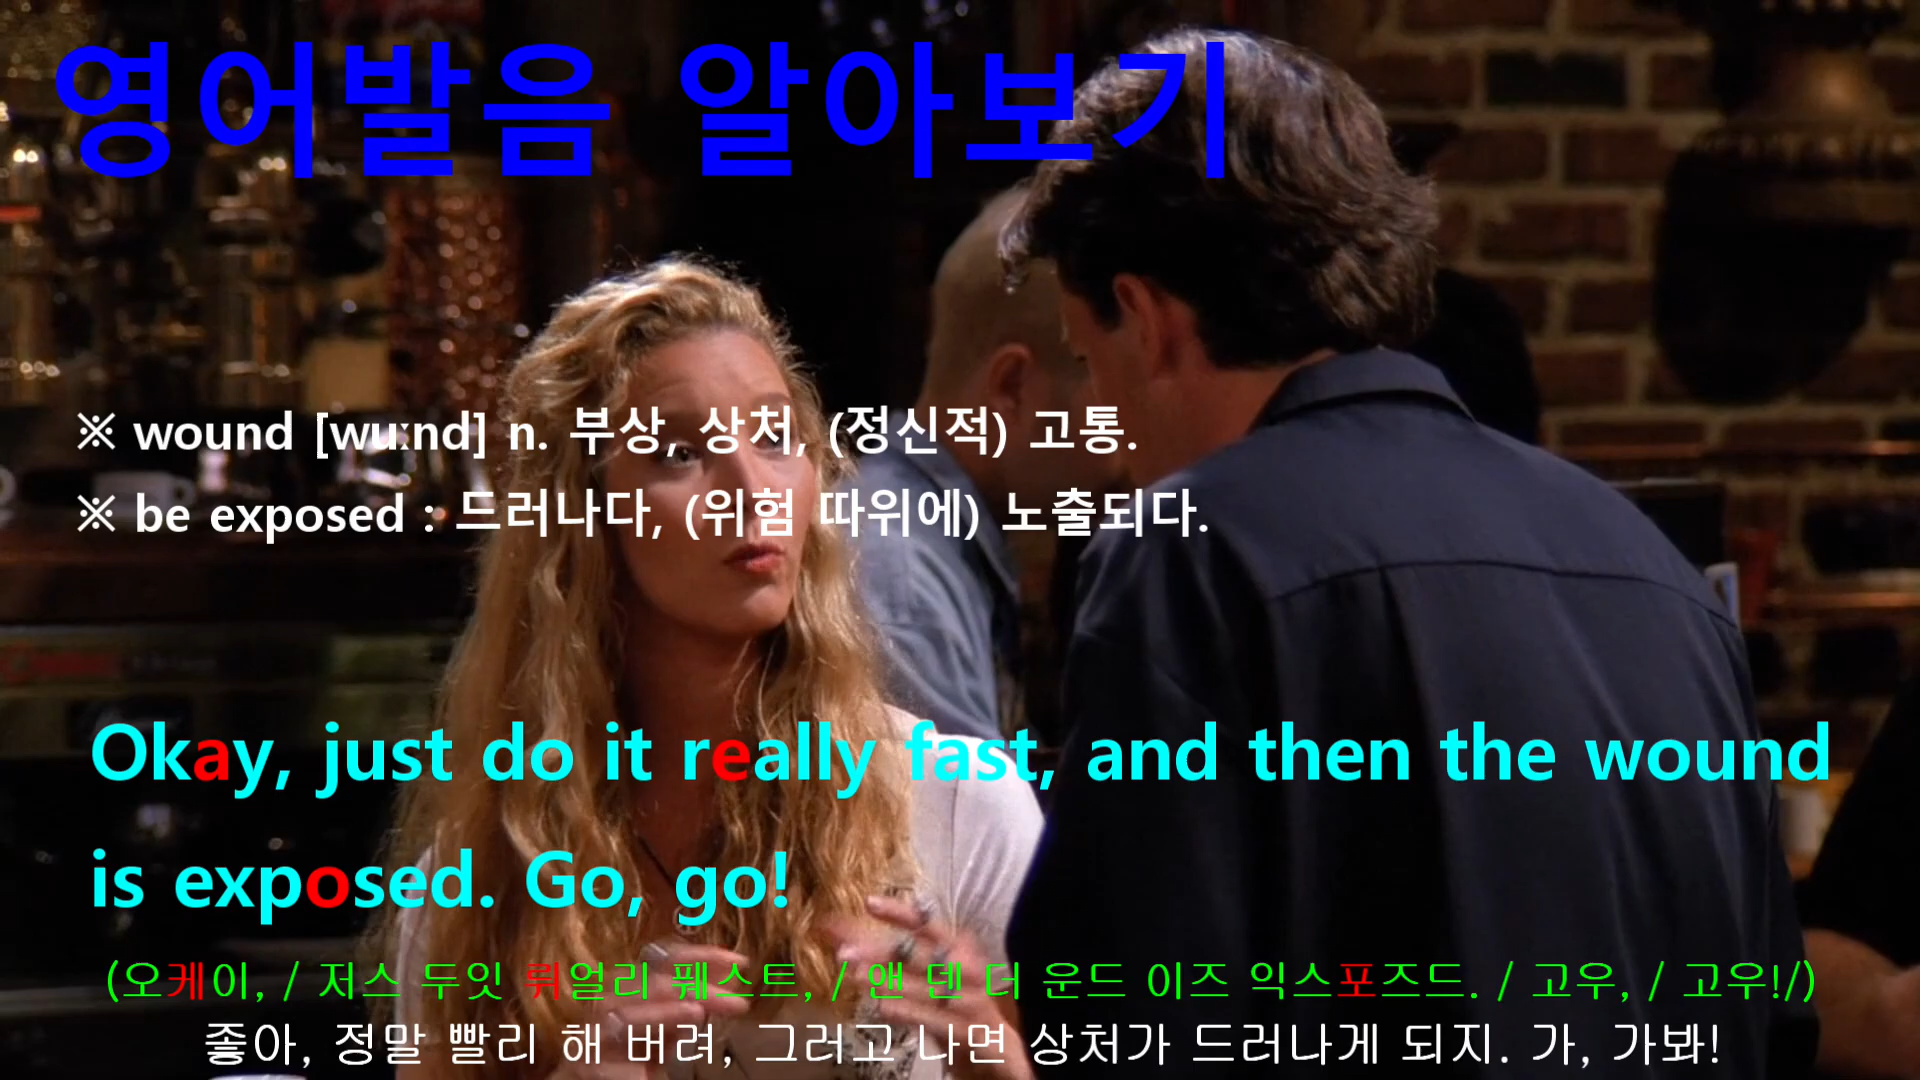 영어발음 알아보기
※ wound [wu:nd] n. 부상, 상처, (정신적) 고통.
※ be exposed : 드러나다, (위험 따위에) 노출되다.
Okay, just do it really fast, and then the wound
is exposed. Go, go!
(오케이, / 저스 두잇 뤼얼리 풰스트, / 앤 덴 더 운드 이즈 익스포즈드. / 고우, / 고우!/)
좋아, 정말 빨리 해 버려, 그러고 나면 상처가 드러나게 되지. 가, 가봐!